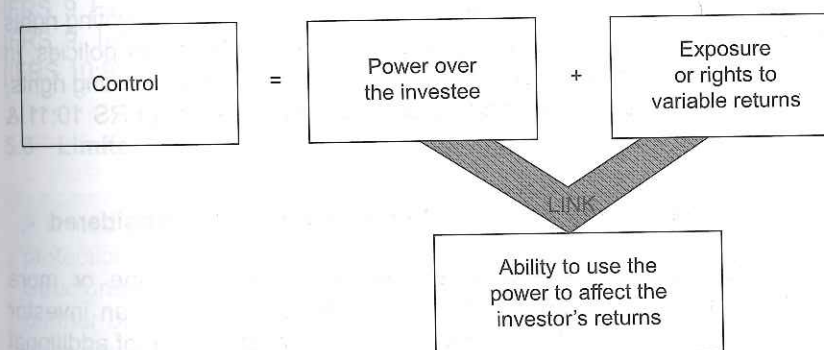 Control
=
Power over
the investee
+
Exposure
or rights to
variable returns
LINK
Ability to use the
power to affect the
investor's returns